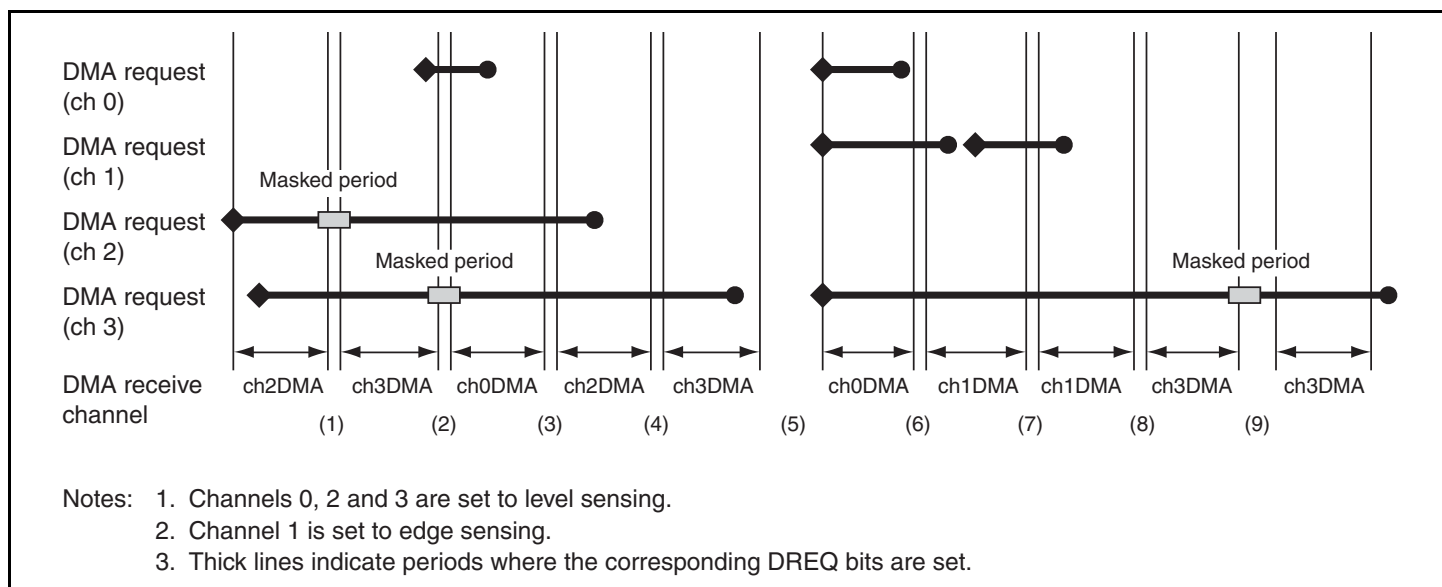 DMA request
(ch 0)
DMA request
(ch 1)
Masked period
DMA request
(ch 2)
Masked period
Masked period
DMA request
(ch 3)
DMA receive
channel
ch2DMA
ch3DMA
ch0DMA
ch2DMA
ch3DMA
ch0DMA
ch1DMA
ch1DMA
ch3DMA
ch3DMA
(1)
(2)
(3)
(4)
(5)
(6)
(7)
(8)
(9)
Notes: 1. Channels 0, 2 and 3 are set to level sensing.
2. Channel 1 is set to edge sensing.
3. Thick lines indicate periods where the corresponding DREQ bits are set.